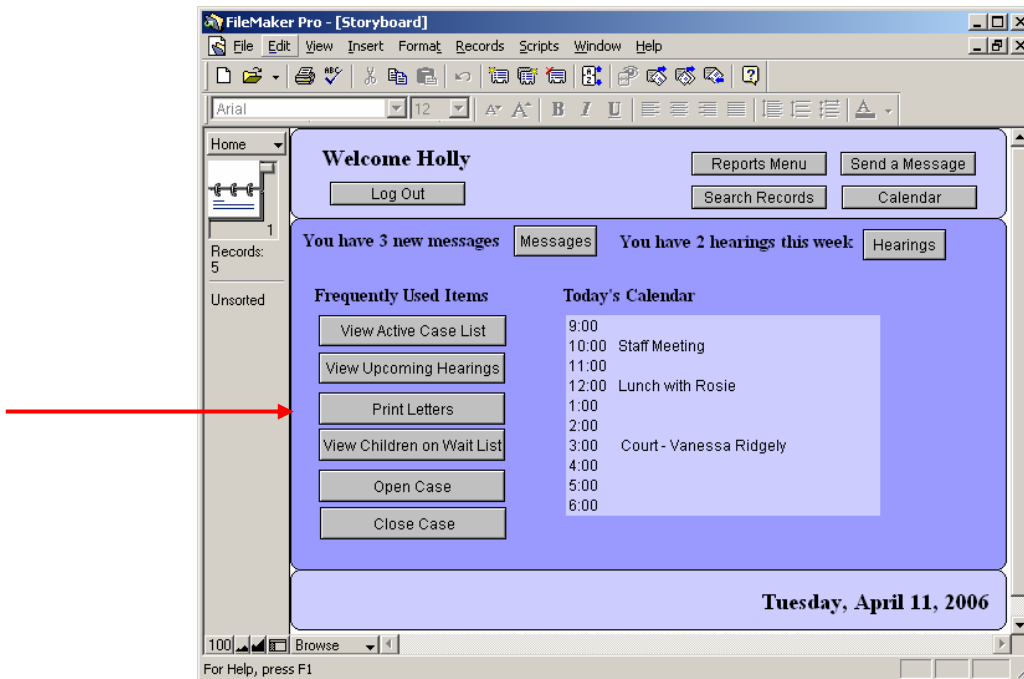 FileMaker Pro - [Storyboard]
File Edit View Insert Format Records Scripts Window Help
ABC
Arial 12 B I U A
Home
1
Records:
5
Unsorted
Welcome Holly
Log Out
Reports Menu Send a Message
Search Records Calendar
You have 3 new messages Messages You have 2 hearings this week Hearings
Frequently Used Items
View Active Case List
View Upcoming Hearings
Print Letters
View Children on Wait List
Open Case
Close Case
Today's Calendar
9:00
10:00 Staff Meeting
11:00
12:00 Lunch with Rosie
1:00
2:00
3:00 Court - Vanessa Ridgely
4:00
5:00
6:00
Tuesday, April 11, 2006
100 Browse
For Help, press F1